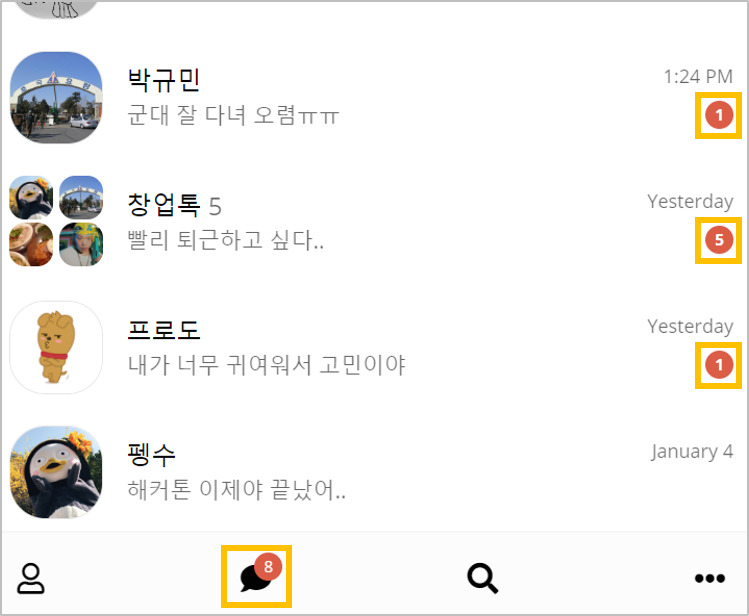 박규민
1:24 PM
군대 잘 다녀 오렴ㅠㅠ
1
창업톡 5
Yesterday
빨리 퇴근하고 싶다..
5
프로도
Yesterday
내가 너무 귀여워서 고민이야
1
펭수
January 4
해커톤 이제야 끝났어..
8